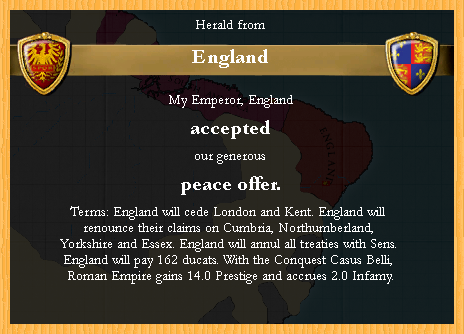 Herald from
England
My Emperor, England
accepted
our generous
peace offer.
Terms: England will cede London and Kent. England will
renounce their claims on Cumbria, Northumberland,
Yorkshire and Essex. England will annul all treaties with Sens.
England will pay 162 ducats. With the Conquest Casus Belli,
Roman Empire gains 14.0 Prestige and accrues 2.0 Infamy.
ENGLAND